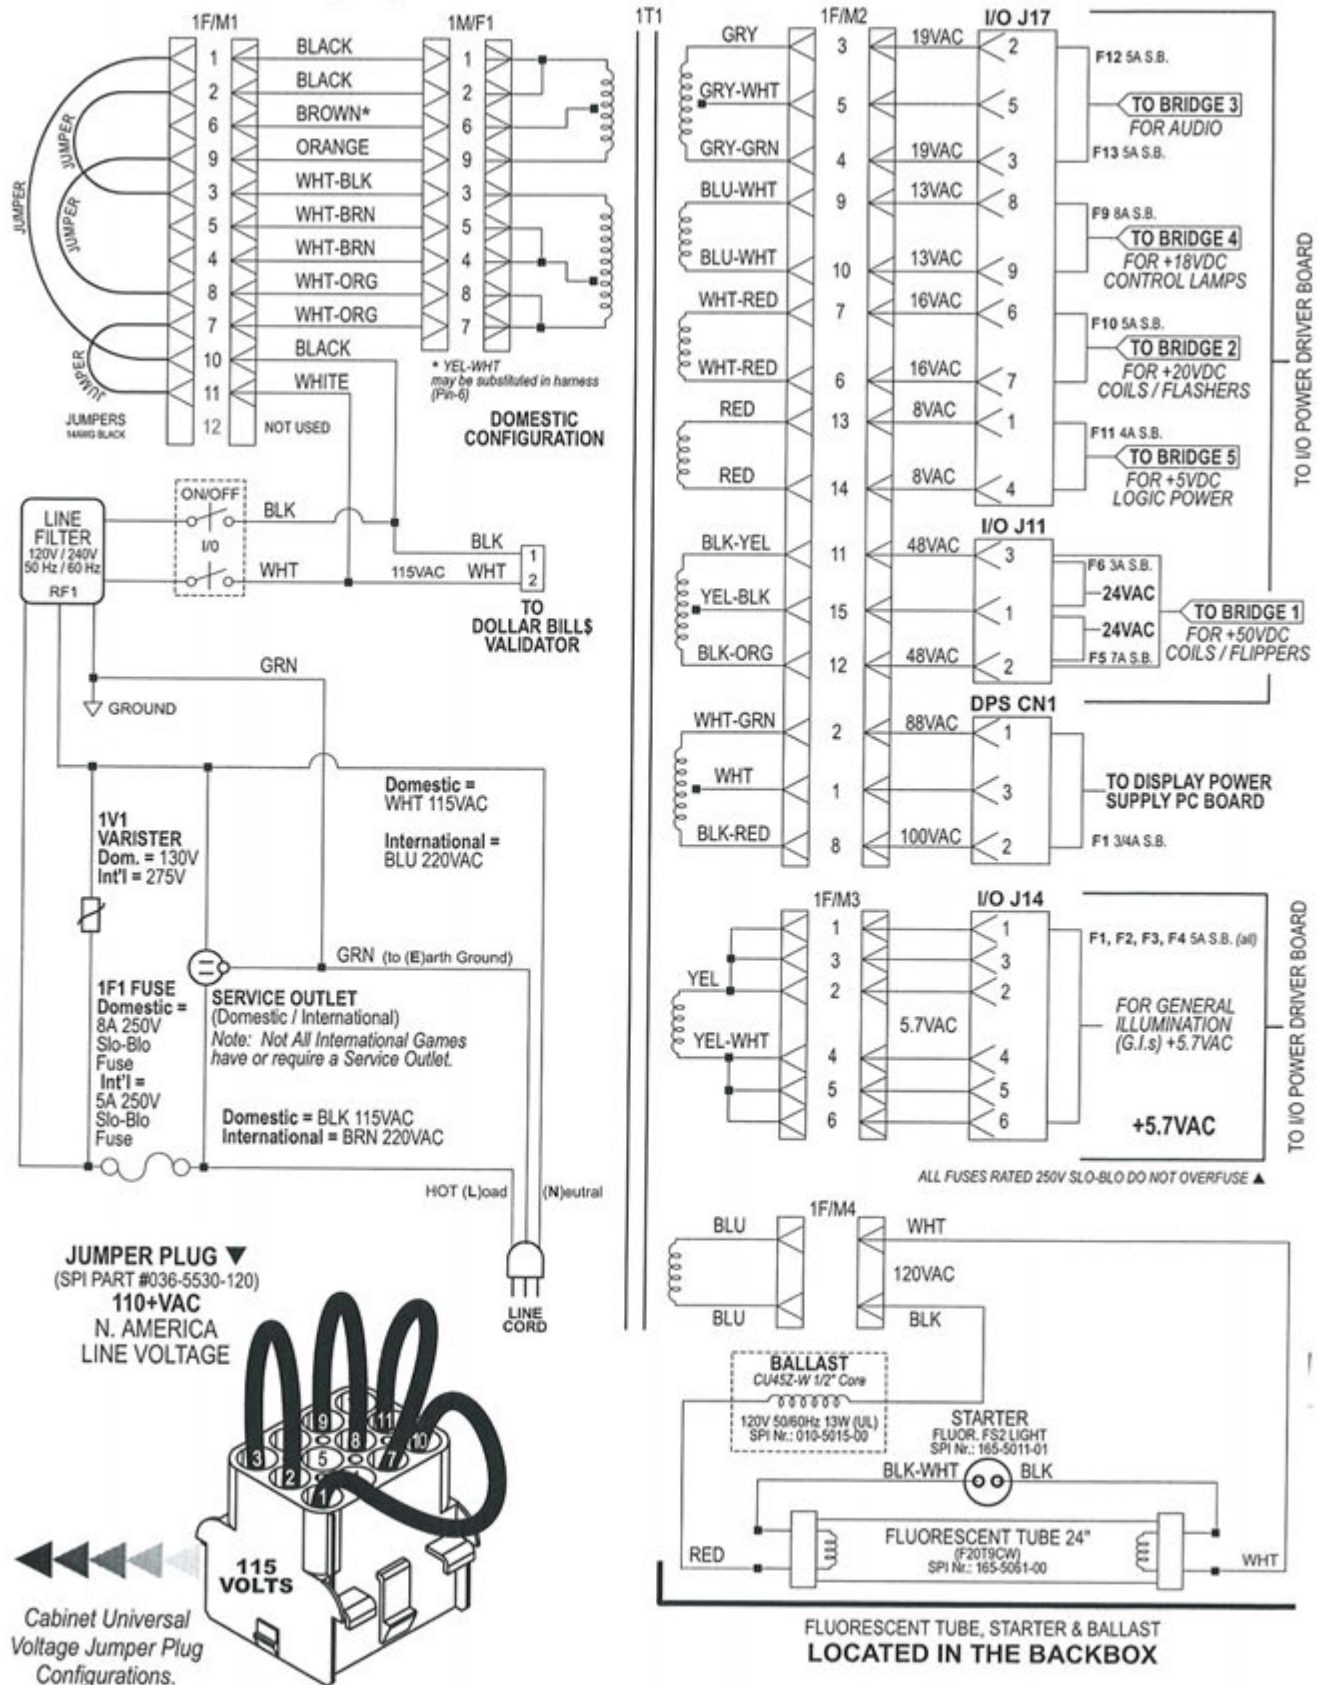 1F/M1
1M/F1
1
BLACK
1
2
BLACK
2
6
BROWN*
6
9
ORANGE
9
3
WHT-BLK
3
5
WHT-BRN
5
4
WHT-BRN
4
8
WHT-ORG
8
7
WHT-ORG
7
10
BLACK
11
WHITE
12
NOT USED
JUMPER
JUMPER
JUMPER
JUMPER
JUMPERS
14AWG BLACK
* YEL-WHT
may be substituted in harness
(Pin-6)
DOMESTIC
CONFIGURATION
LINE
FILTER
120V / 240V
50 Hz / 60 Hz
RF1
ON/OFF
I/O
BLK
WHT
115VAC
BLK
WHT
1
2
TO
DOLLAR BILL$
VALIDATOR
GRN
GROUND
Domestic =
WHT 115VAC
International =
BLU 220VAC
1V1
VARISTER
Dom. = 130V
Int'l = 275V
GRN (to (E)arth Ground)
1F1 FUSE
Domestic =
8A 250V
Slo-Blo
Fuse
Int'l =
5A 250V
Slo-Blo
Fuse
SERVICE OUTLET
(Domestic / International)
Note: Not All International Games
have or require a Service Outlet.
Domestic = BLK 115VAC
International = BRN 220VAC
HOT (L)oad
(N)eutral
LINE
CORD
JUMPER PLUG ▼
(SPI PART #036-5530-120)
110+VAC
N. AMERICA
LINE VOLTAGE
9
11
8
10
3
5
7
2
1
115
VOLTS
Cabinet Universal
Voltage Jumper Plug
Configurations.
1T1
1F/M2
I/O J17
GRY
3
19VAC
2
GRY-WHT
5
5
GRY-GRN
4
19VAC
3
BLU-WHT
9
13VAC
8
BLU-WHT
10
13VAC
9
WHT-RED
7
16VAC
6
WHT-RED
6
16VAC
7
RED
13
8VAC
1
RED
14
8VAC
4
F12 5A S.B.
TO BRIDGE 3
FOR AUDIO
F13 5A S.B.
F9 8A S.B.
TO BRIDGE 4
FOR +18VDC
CONTROL LAMPS
F10 5A S.B.
TO BRIDGE 2
FOR +20VDC
COILS / FLASHERS
F11 4A S.B.
TO BRIDGE 5
FOR +5VDC
LOGIC POWER
TO I/O POWER DRIVER BOARD
I/O J11
BLK-YEL
11
48VAC
3
YEL-BLK
15
1
BLK-ORG
12
48VAC
2
F6 3A S.B.
24VAC
24VAC
F5 7A S.B.
TO BRIDGE 1
FOR +50VDC
COILS / FLIPPERS
DPS CN1
WHT-GRN
2
88VAC
1
WHT
1
3
BLK-RED
8
100VAC
2
TO DISPLAY POWER
SUPPLY PC BOARD
F1 3/4A S.B.
1F/M3
I/O J14
1
1
3
3
YEL
2
2
5.7VAC
YEL-WHT
4
4
5
5
6
6
F1, F2, F3, F4 5A S.B. (all)
FOR GENERAL
ILLUMINATION
(G.I.s) +5.7VAC
+5.7VAC
TO I/O POWER DRIVER BOARD
ALL FUSES RATED 250V SLO-BLO DO NOT OVERFUSE ▲
1F/M4
BLU
WHT
120VAC
BLU
BLK
BALLAST
CU45Z-W 1/2" Core
120V 50/60Hz 13W (UL)
SPI Nr.: 010-5015-00
STARTER
FLUOR. FS2 LIGHT
SPI Nr.: 165-5011-01
BLK-WHT
BLK
FLUORESCENT TUBE 24"
(F20T9CW)
SPI Nr.: 165-5061-00
RED
WHT
FLUORESCENT TUBE, STARTER & BALLAST
LOCATED IN THE BACKBOX